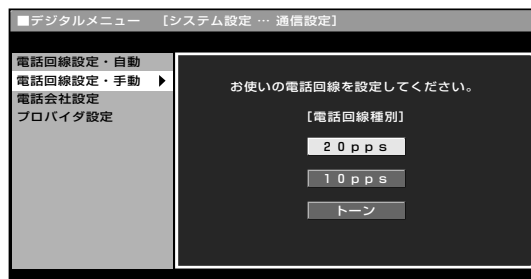 ■デジタルメニュー　[システム設定 … 通信設定]
電話回線設定・自動
電話回線設定・手動 ▶
電話会社設定
プロバイダ設定
お使いの電話回線を設定してください。
[電話回線種別]
２０ｐｐｓ
１０ｐｐｓ
トーン